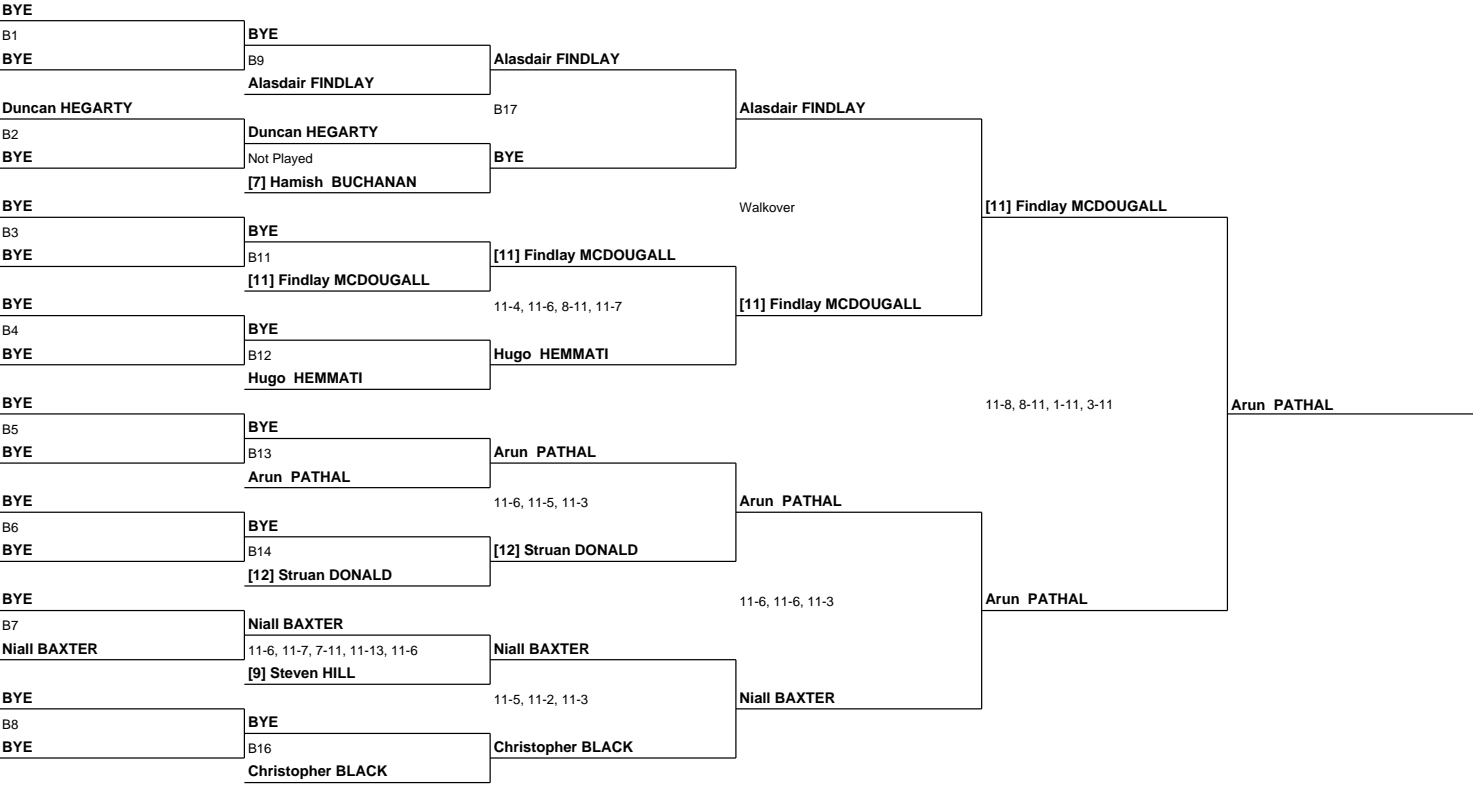 BYE
B1
BYE
Duncan HEGARTY
B2
BYE
BYE
B3
BYE
BYE
B4
BYE
BYE
B5
BYE
BYE
B6
BYE
BYE
B7
Niall BAXTER
BYE
B8
BYE
BYE
B9
Alasdair FINDLAY
Duncan HEGARTY
Not Played
[7] Hamish  BUCHANAN
BYE
B11
[11] Findlay MCDOUGALL
BYE
B12
Hugo  HEMMATI
BYE
B13
Arun  PATHAL
BYE
B14
[12] Struan DONALD
Niall BAXTER
11-6, 11-7, 7-11, 11-13, 11-6
[9] Steven HILL
BYE
B16
Christopher BLACK
Alasdair FINDLAY
B17
BYE
[11] Findlay MCDOUGALL
11-4, 11-6, 8-11, 11-7
Hugo  HEMMATI
Arun  PATHAL
11-6, 11-5, 11-3
[12] Struan DONALD
Niall BAXTER
11-5, 11-2, 11-3
Christopher BLACK
Alasdair FINDLAY
Walkover
[11] Findlay MCDOUGALL
Arun  PATHAL
11-6, 11-6, 11-3
Niall BAXTER
[11] Findlay MCDOUGALL
11-8, 8-11, 1-11, 3-11
Arun  PATHAL
Arun  PATHAL